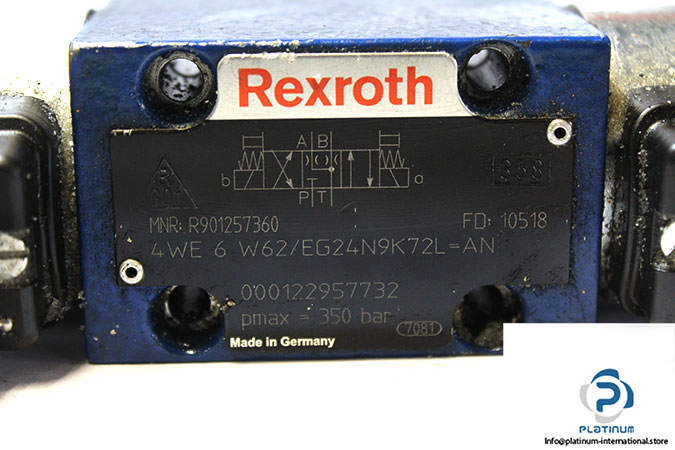 Rexroth
A B
b a
P T
358
MNR: R901257360 FD: 10518
4WE 6 W62/EG24N9K72L=AN
000122957732
pmax = 350 bar 7081
Made in Germany
PLATINUM
Info@platinum-international.store